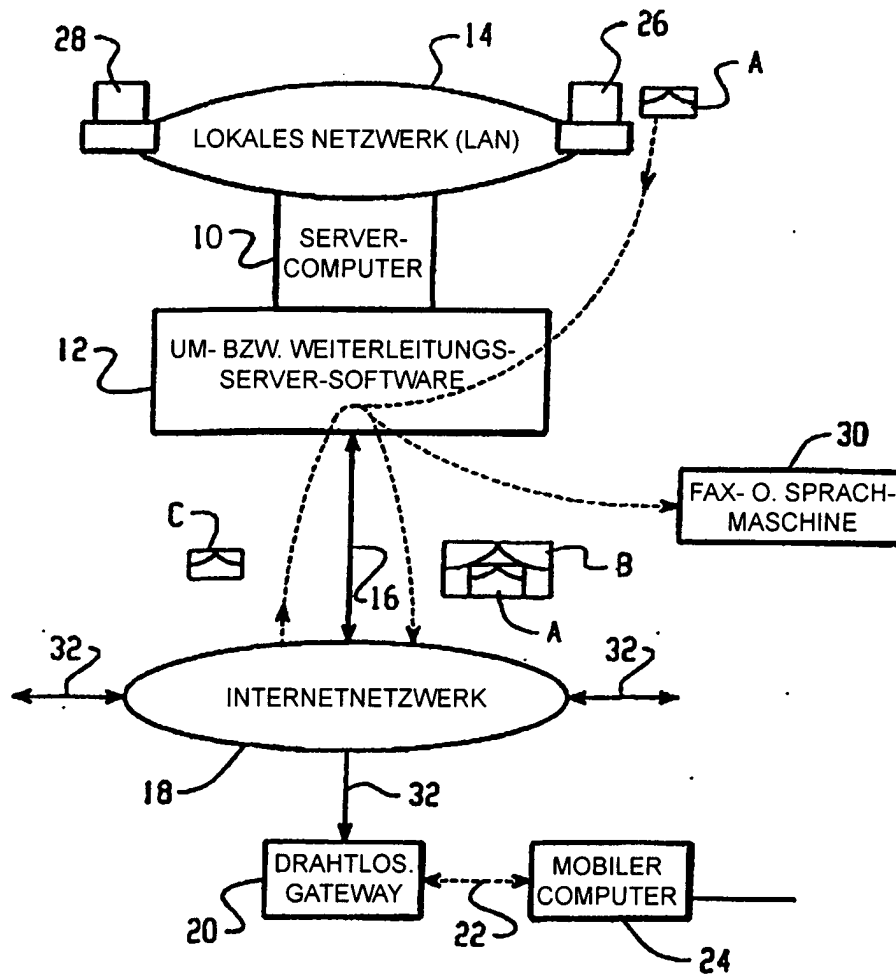 28
14
26
A
LOKALES NETZWERK (LAN)
10
SERVER-
COMPUTER
12
UM- BZW. WEITERLEITUNGS-
SERVER-SOFTWARE
30
FAX- O. SPRACH-
MASCHINE
C
B
16
A
32
32
INTERNETNETZWERK
18
32
DRAHTLOS.
GATEWAY
MOBILER
COMPUTER
20
22
24